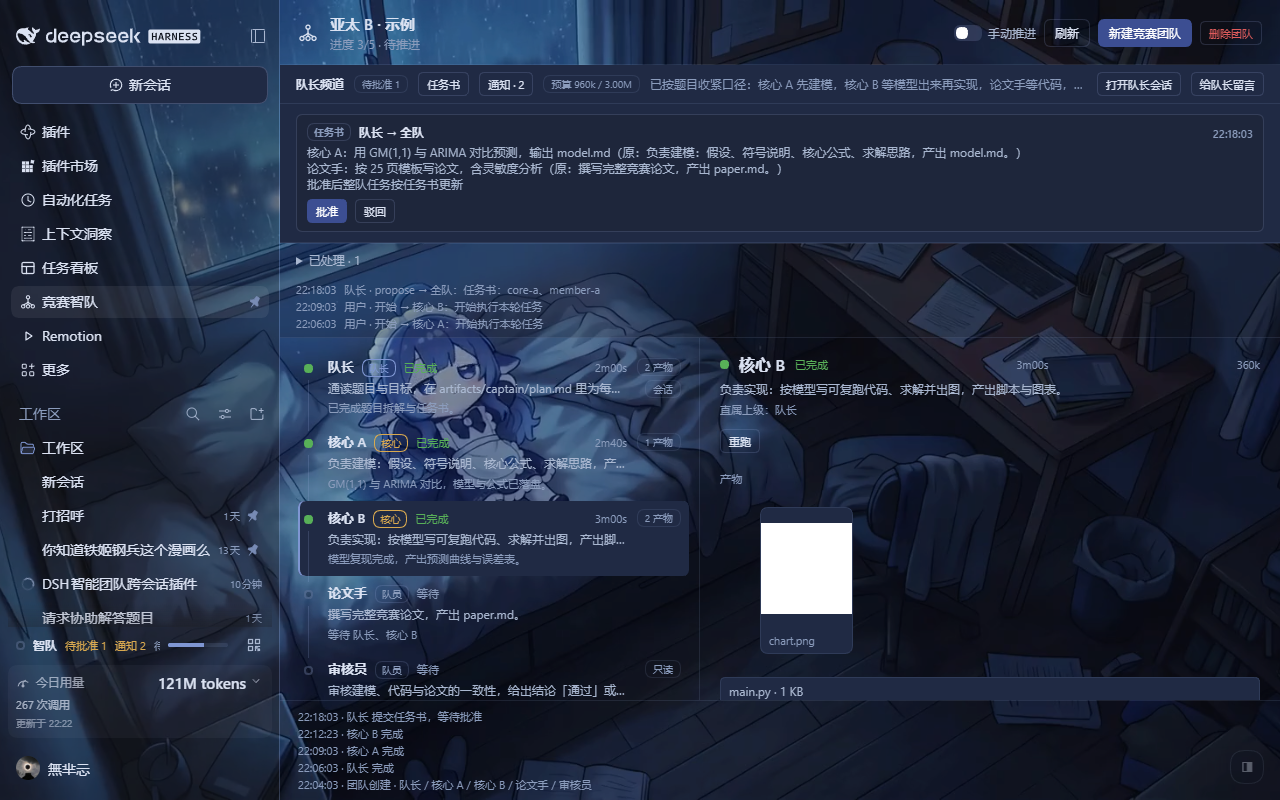 deepseek HARNESS
新会话
插件
插件市场
自动化任务
上下文洞察
任务看板
竞赛智队
Remotion
更多
工作区
工作区
新会话
打招呼 1天
你知道铁姬钢兵这个漫画么 13天
DSH智能团队跨会话插件 10分钟
请求协助解答题目 1天
智队 待批准 1 通知 2
今日用量 121M tokens
267 次调用
更新于 22:22
無芈忈
亚太 B · 示例
进度 3/5 · 待推进
手动推进 刷新 新建竞赛团队 删除团队
队长频道 待批准 1 任务书 通知 · 2 预算 960k / 3.00M 已按题目收紧口径：核心 A 先建模，核心 B 等模型出来再实现，论文手等代码，... 打开队长会话 给队长留言
任务书 队长 → 全队 22:18:03
核心 A：用 GM(1,1) 与 ARIMA 对比预测，输出 model.md（原：负责建模：假设、符号说明、核心公式、求解思路，产出 model.md。）
论文手：按 25 页模板写论文，含灵敏度分析（原：撰写完整竞赛论文，产出 paper.md。）
批准后整队任务按任务书更新
批准 驳回
已处理 · 1
22:18:03 队长 · propose → 全队：任务书：core-a、member-a
22:09:03 用户 · 开始 → 核心 B：开始执行本轮任务
22:06:03 用户 · 开始 → 核心 A：开始执行本轮任务
队长 队长 已完成 2m00s 2 产物
通读题目与目标，在 artifacts/captain/plan.md 里为每... 会话
已完成题目拆解与任务书。
核心 A 核心 已完成 2m40s 1 产物
负责建模：假设、符号说明、核心公式、求解思路，产...
GM(1,1) 与 ARIMA 对比，模型与公式已落盘。
核心 B 核心 已完成 3m00s 2 产物
负责实现：按模型写可复跑代码、求解并出图，产出脚...
模型复现完成，产出预测曲线与误差表。
论文手 队员 等待
撰写完整竞赛论文，产出 paper.md。
等待 队长、核心 B
审核员 队员 等待 只读
审核建模、代码与论文的一致性，给出结论「通过」或...
核心 B 已完成 3m00s 360k
负责实现：按模型写可复跑代码、求解并出图，产出脚本与图表。
直属上级：队长
重跑
产物
chart.png
main.py · 1 KB
22:18:03 · 队长 提交任务书，等待批准
22:12:23 · 核心 B 完成
22:09:03 · 核心 A 完成
22:06:03 · 队长 完成
22:04:03 · 团队创建 · 队长 / 核心 A / 核心 B / 论文手 / 审核员